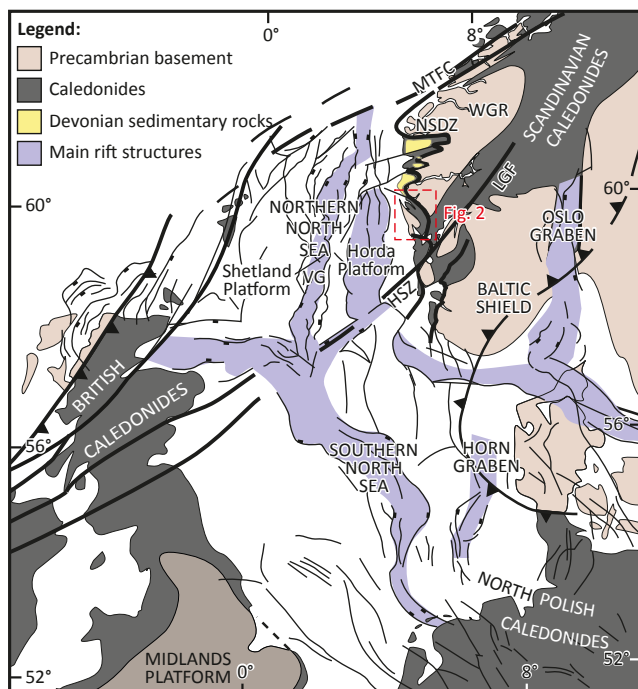 0°
8°
Legend:
Precambrian basement
Caledonides
Devonian sedimentary rocks
Main rift structures
MTFC
WGR
NSDZ
SCANDINAVIAN
CALEDONIDES
LGF
60°
60°
Fig. 2
NORTHERN
NORTH
SEA
VG
Horda
Platform
Shetland
Platform
OSLO
GRABEN
HSZ
BALTIC
SHIELD
BRITISH
CALEDONIDES
56°
56°
SOUTHERN
NORTH
SEA
HORN
GRABEN
NORTH POLISH
CALEDONIDES
MIDLANDS
PLATFORM
52°
0°
8°
52°